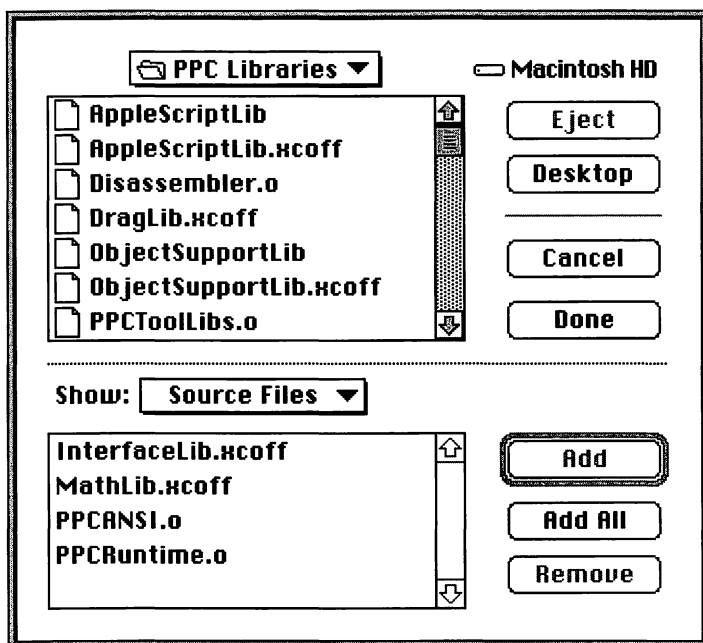 PPC Libraries
Macintosh HD
AppleScriptLib
AppleScriptLib.xcoff
Disassembler.o
DragLib.xcoff
ObjectSupportLib
ObjectSupportLib.xcoff
PPCToolLibs.o
Eject
Desktop
Cancel
Done
Show: Source Files
InterfaceLib.xcoff
MathLib.xcoff
PPCANSI.o
PPCRuntime.o
Add
Add All
Remove